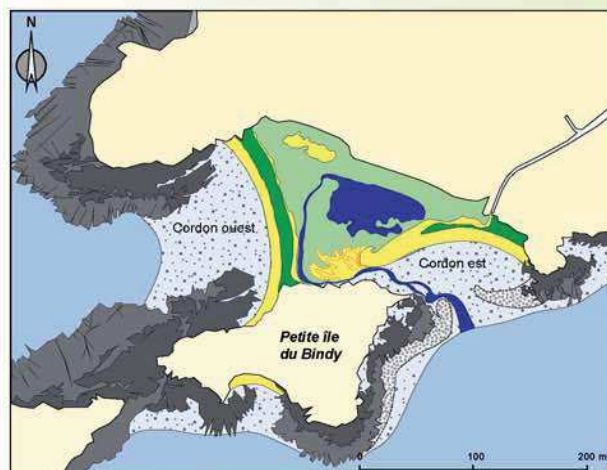 N
Cordon ouest
Cordon est
Petite île
du Bindy
0 100 200 m